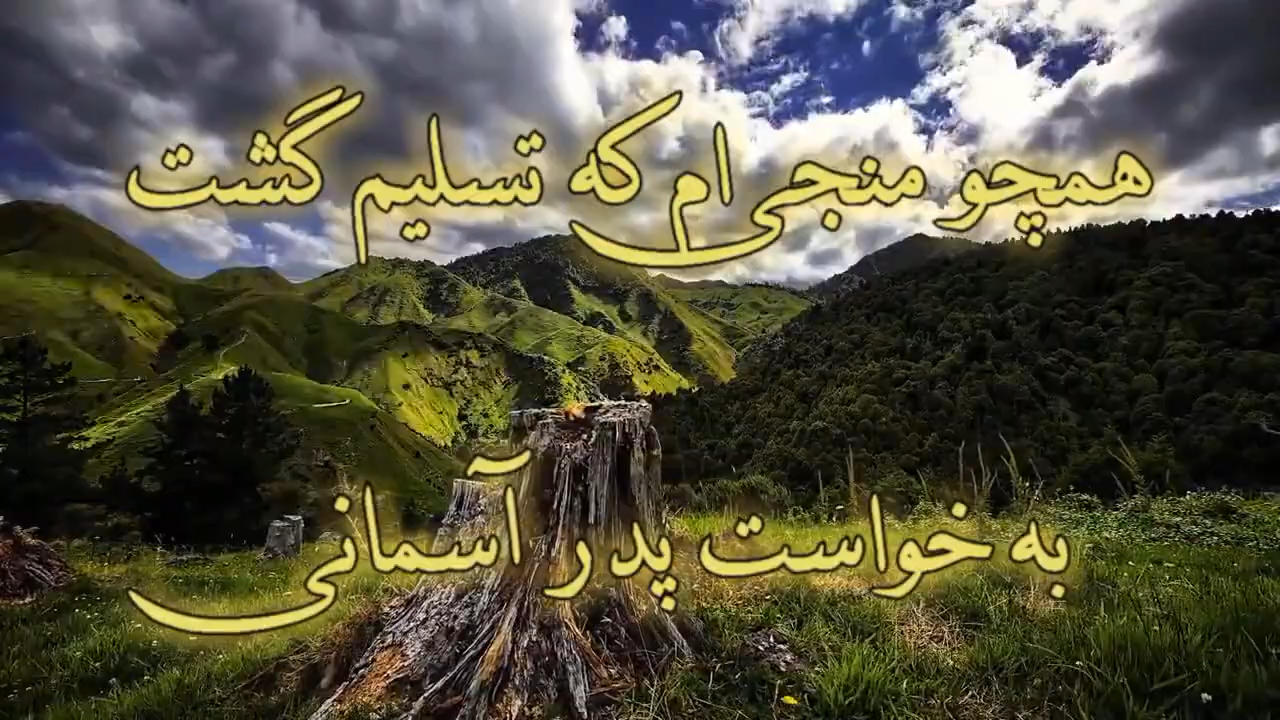 همچو منجی ام که تسلیم گشت
به خواست پدر آسمانی